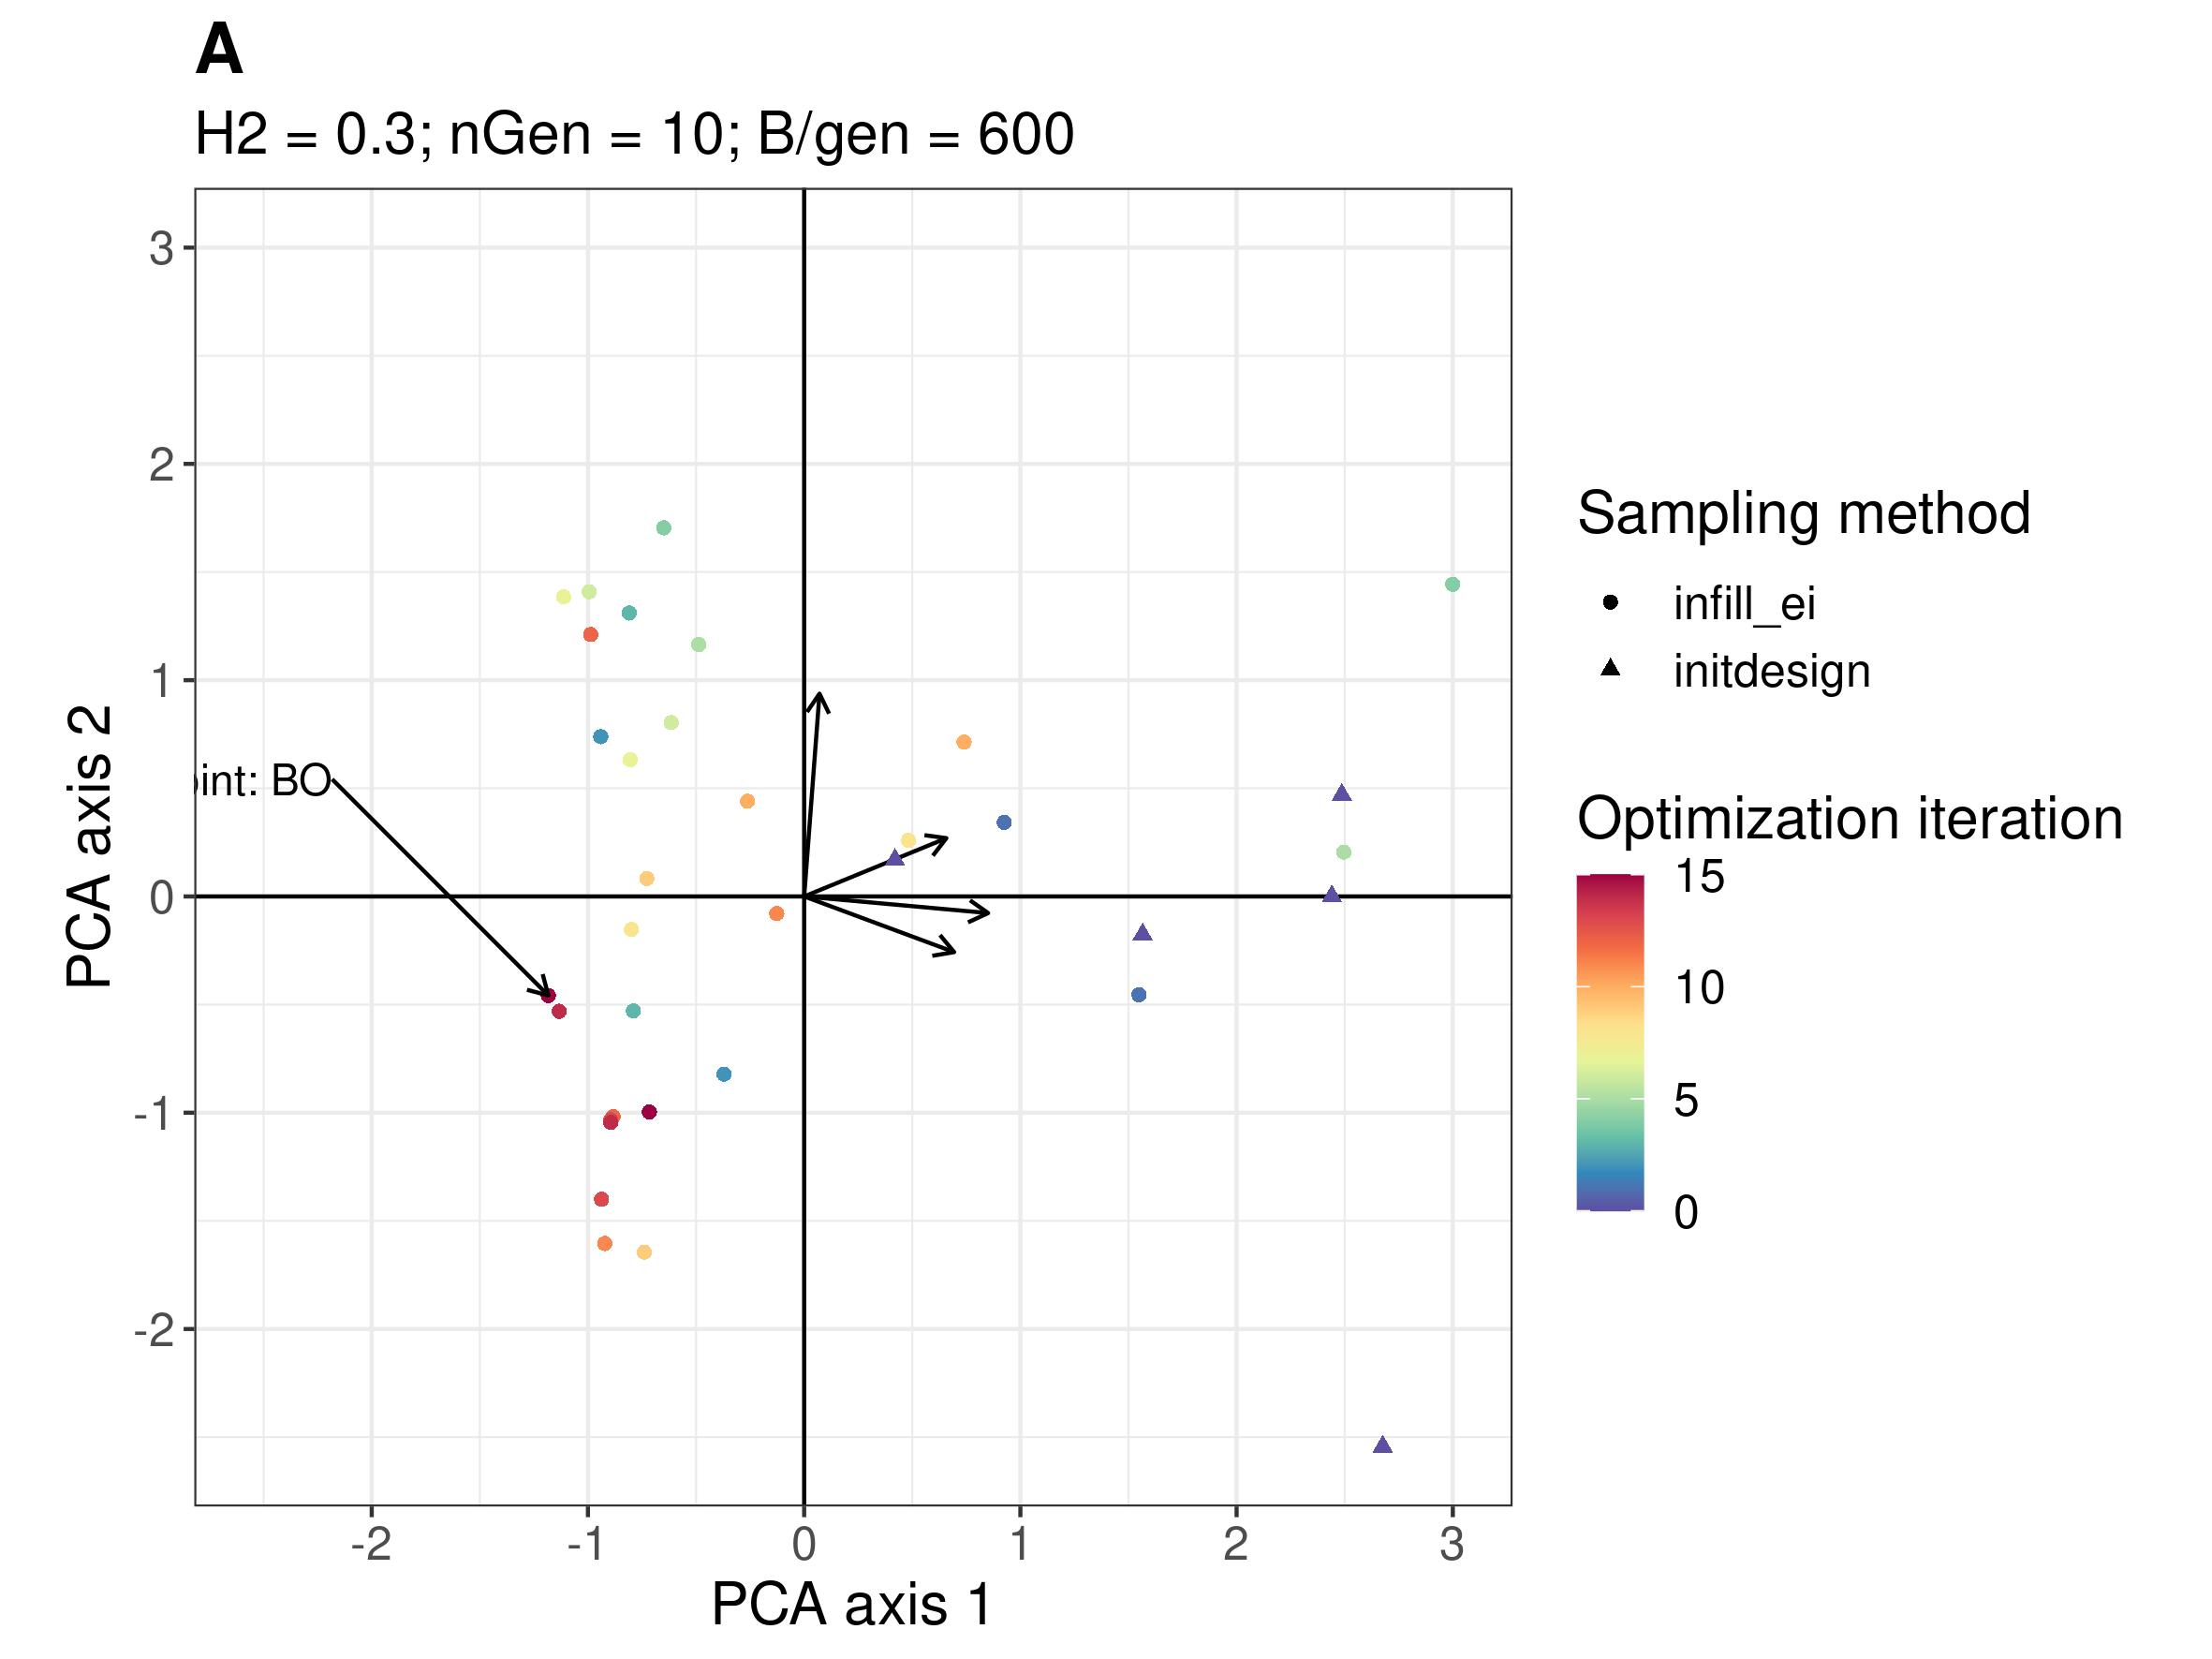 A
H2 = 0.3; nGen = 10; B/gen = 600
3
2
1
0
-1
-2
PCA axis 2
int: BO
-2
-1
0
1
2
3
PCA axis 1
Sampling method
infill_ei
initdesign
Optimization iteration
15
10
5
0